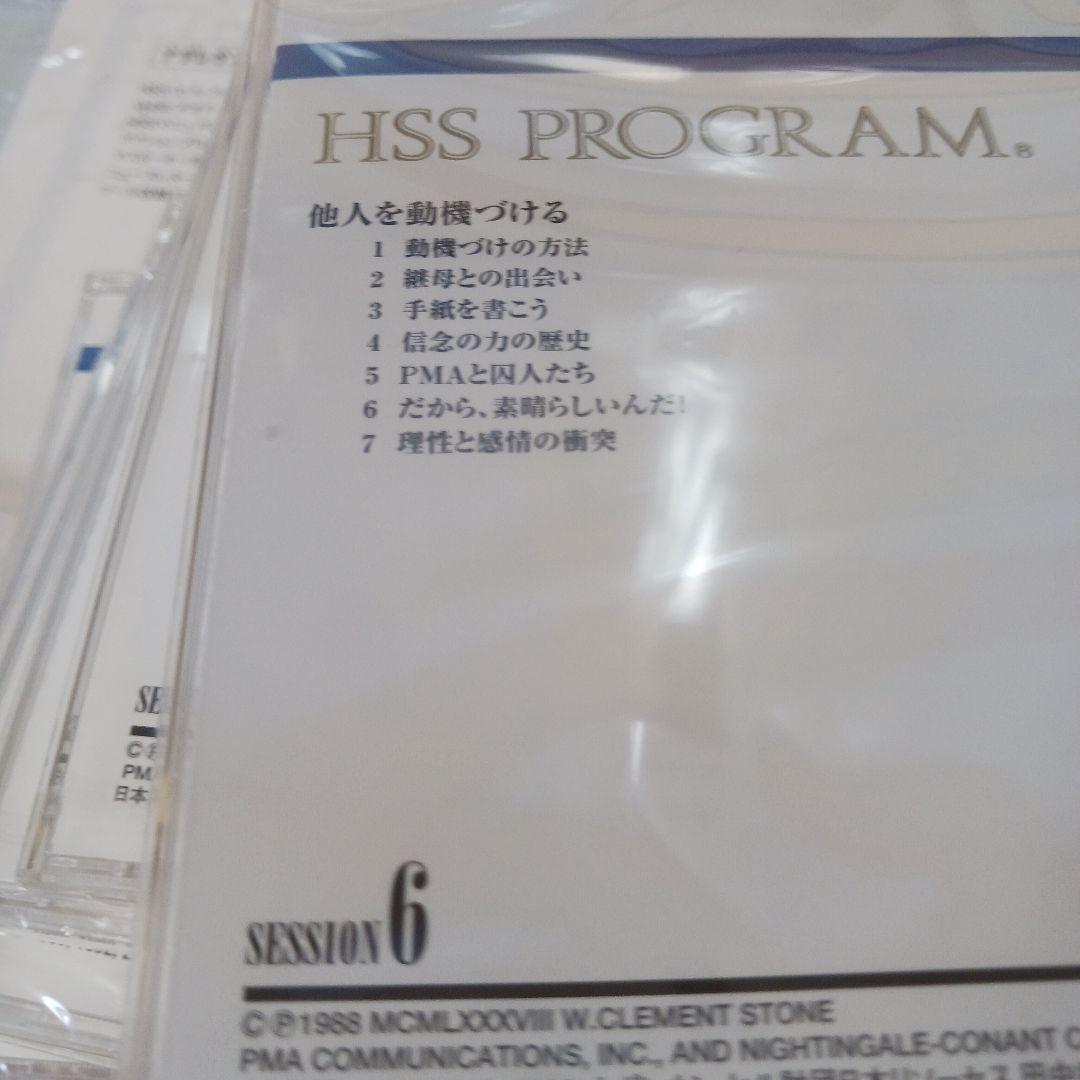 HSS PROGRAM®
他人を動機づける
1 動機づけの方法
2 継母との出会い
3 手紙を書こう
4 信念の力の歴史
5 PMAと囚人たち
6 だから、素晴らしいんだ!
7 理性と感情の衝突
SESSION 6
©℗1988 MCMLXXXVIII W.CLEMENT STONE
PMA COMMUNICATIONS, INC., AND NIGHTINGALE-CONANT C
SE
PM
日本